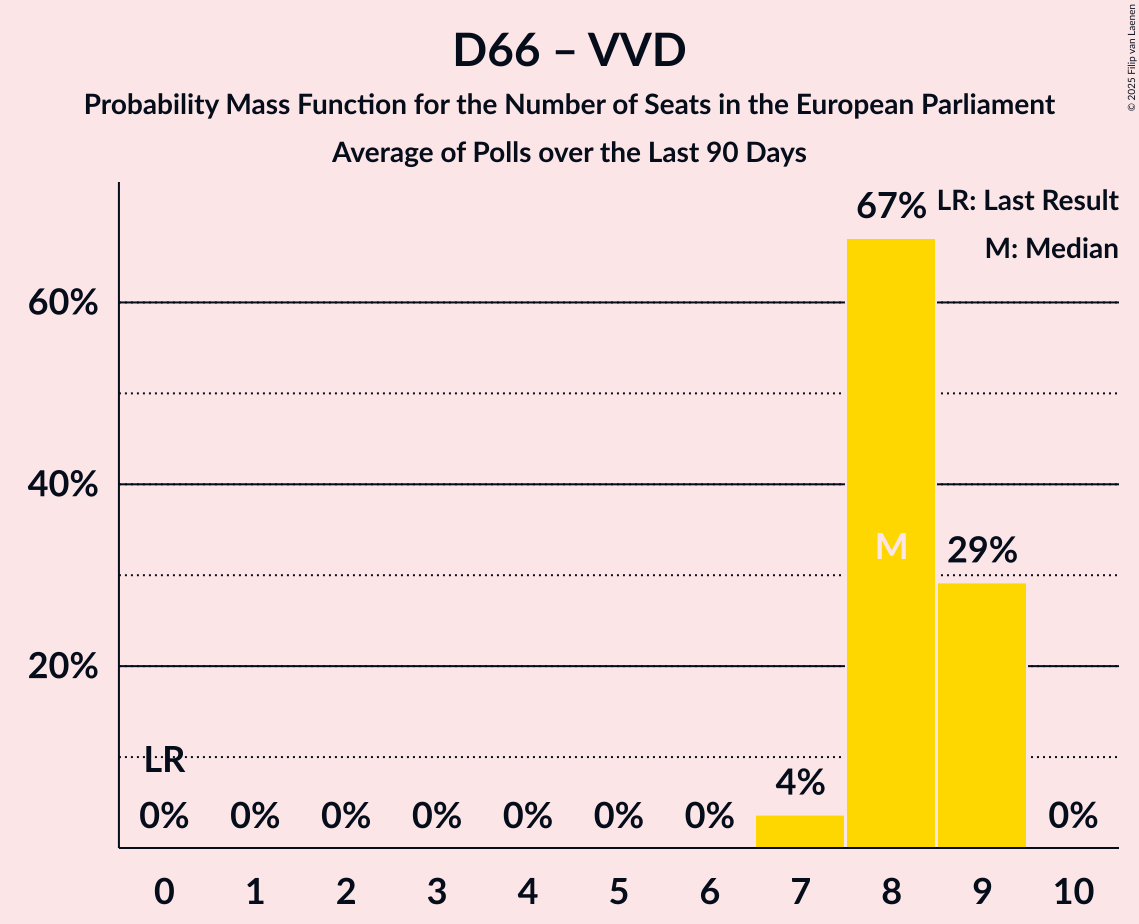 D66 – VVD
Probability Mass Function for the Number of Seats in the European Parliament
Average of Polls over the Last 90 Days
© 2025 Filip van Laenen
LR: Last Result
M: Median
67%
60%
40%
M
29%
20%
LR
4%
0% 0% 0% 0% 0% 0% 0% 0%
0 1 2 3 4 5 6 7 8 9 10